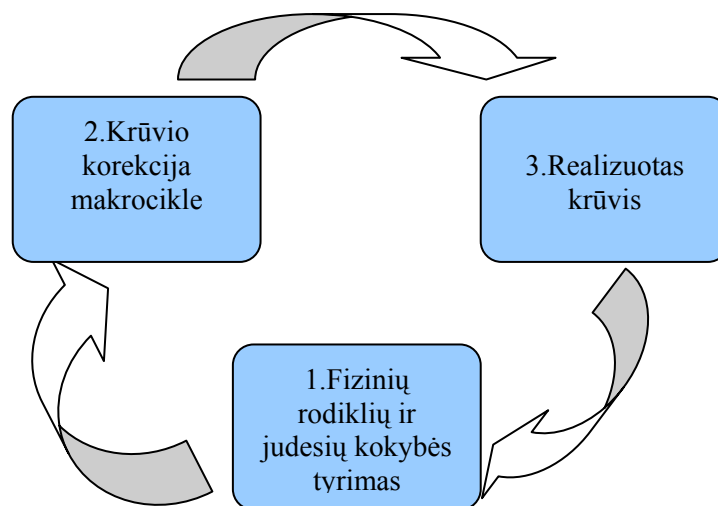 2.Krūvio
korekcija
makrocikle
3.Realizuotas
krūvis
1.Fizinių
rodiklių ir
judesių kokybės
tyrimas